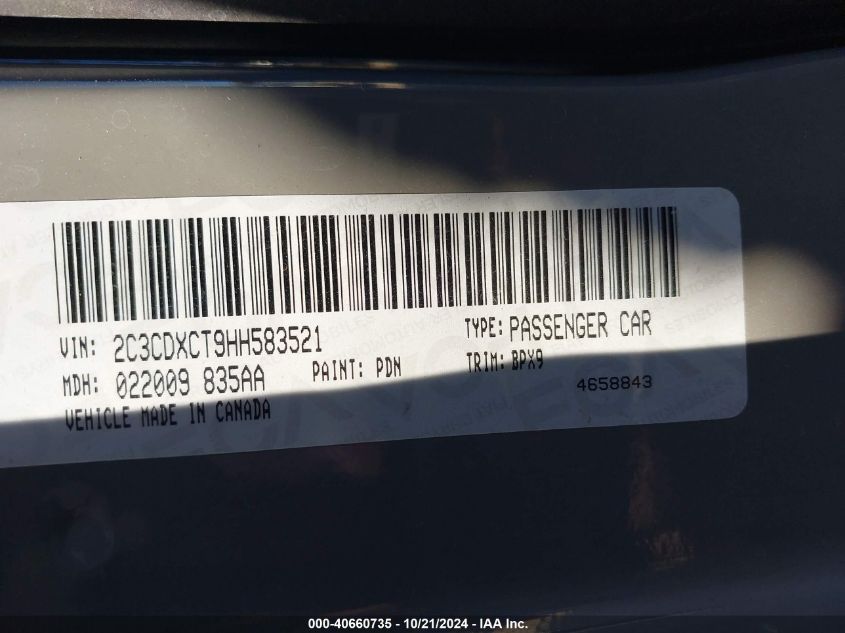 VIN: 2C3CDXCT9HH583521 TYPE: PASSENGER CAR
MDH: 022009 835AA PAINT: PDN TRIM: BPX9
VEHICLE MADE IN CANADA 4658843
000-40660735 - 10/21/2024 - IAA Inc.